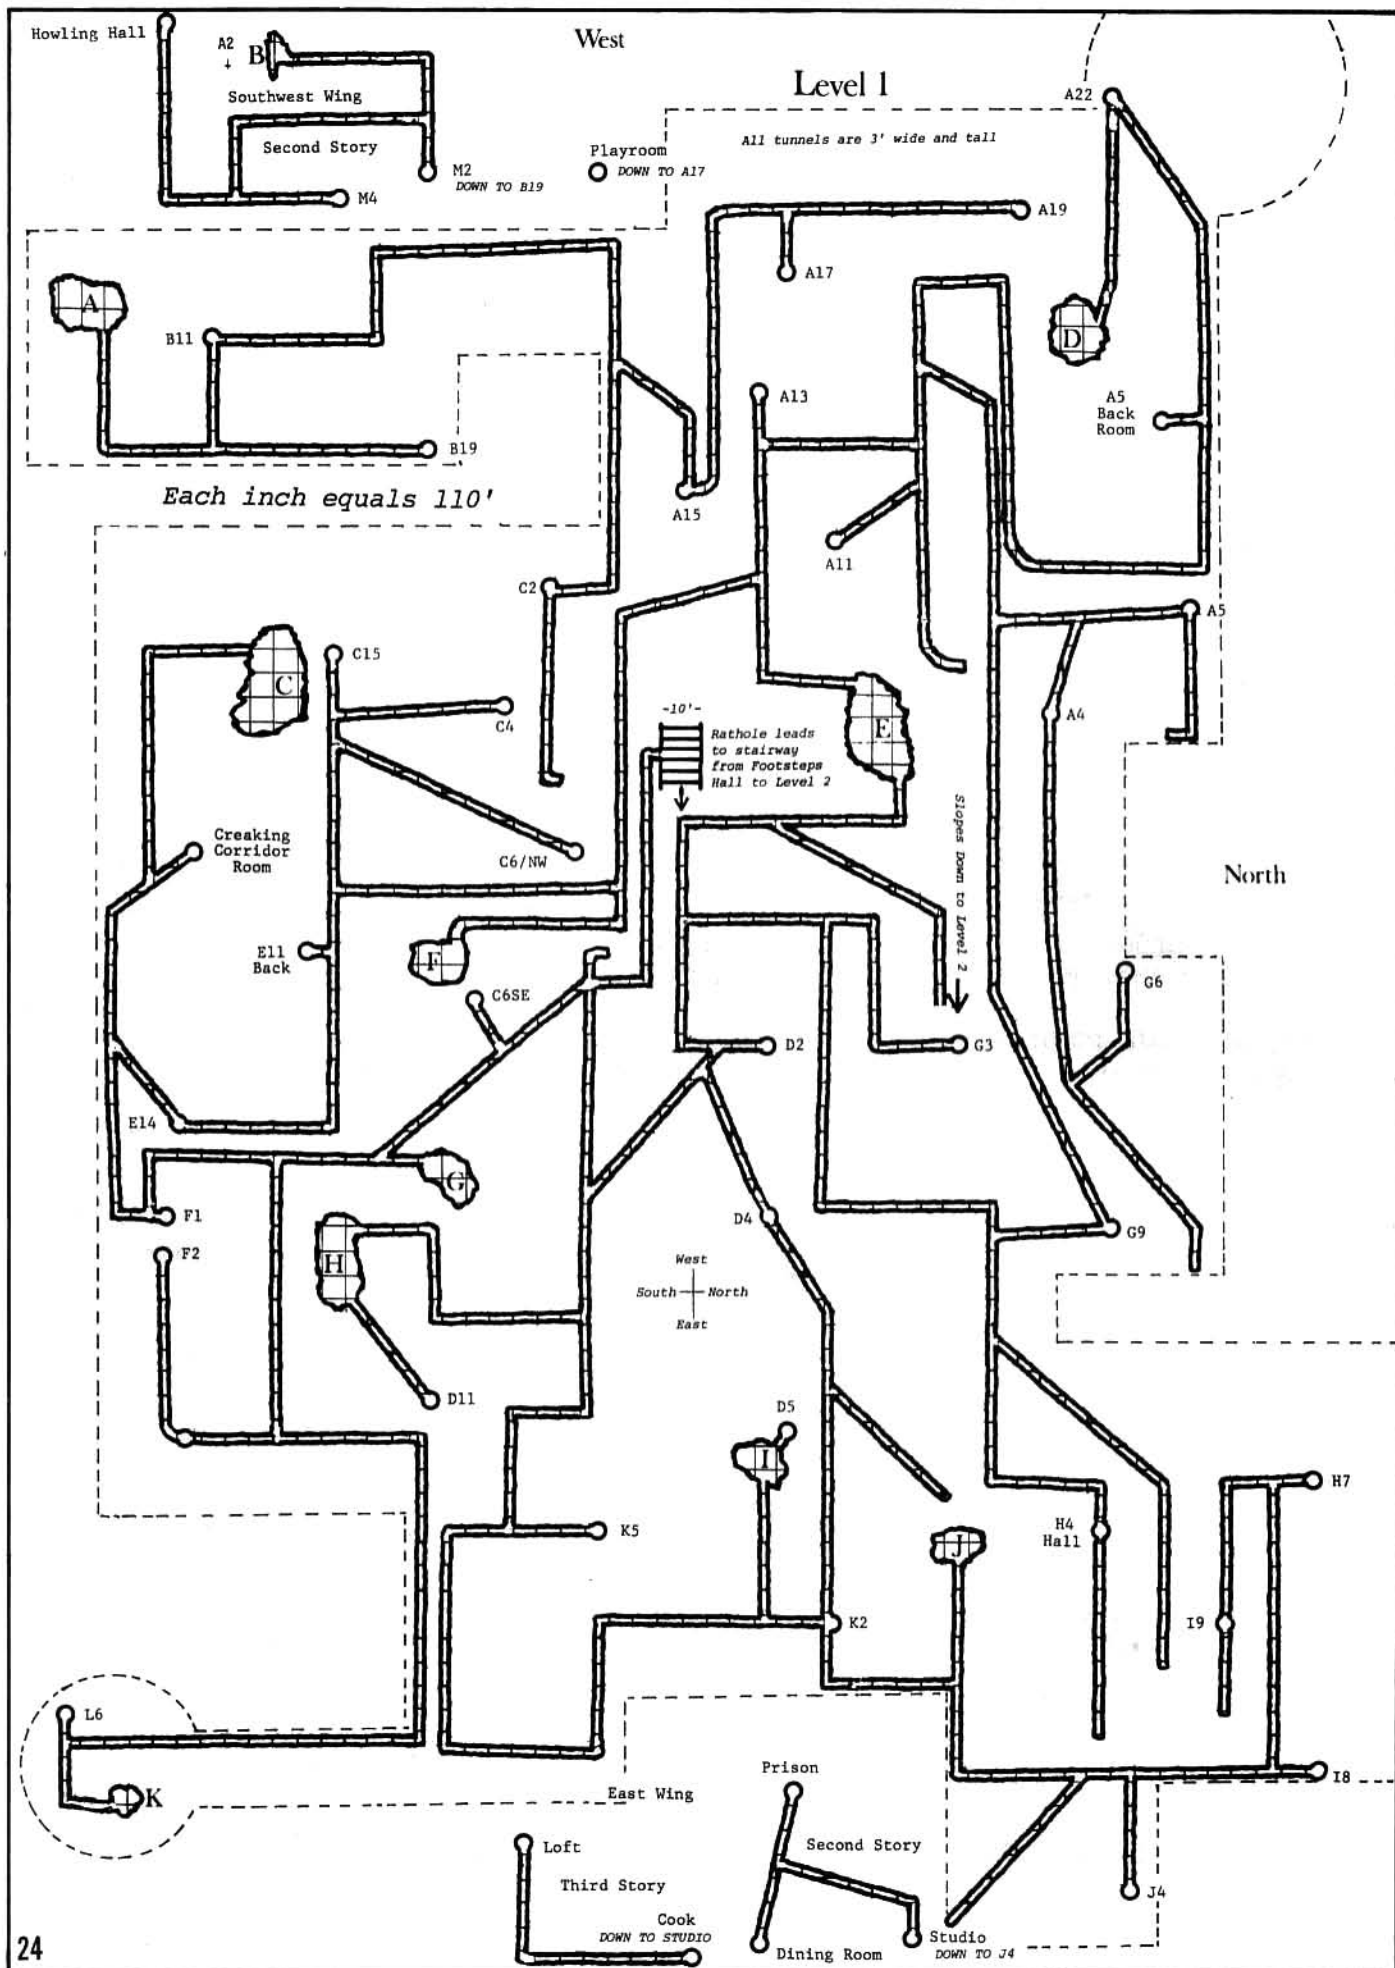 Howling Hall
A2
B
West
Level 1
A22
Southwest Wing
Second Story
All tunnels are 3' wide and tall
Playroom
DOWN TO A17
M2
DOWN TO B19
M4
A19
A17
A
B11
D
A13
A5
Back
Room
B19
Each inch equals 110'
A15
A11
C2
A5
C15
C
C4
-10'-
Rathole leads
to stairway
from Footsteps
Hall to Level 2
E
A4
Slopes Down to Level 2
Creaking
Corridor
Room
C6/NW
North
E11
Back
F
C6SE
G6
D2
G3
E14
G
F1
D4
G9
F2
H
West
South
North
East
D11
D5
I
H7
K5
J
H4
Hall
K2
I9
L6
K
I8
Prison
East Wing
Loft
Second Story
Third Story
J4
Cook
DOWN TO STUDIO
Dining Room
Studio
DOWN TO J4
24